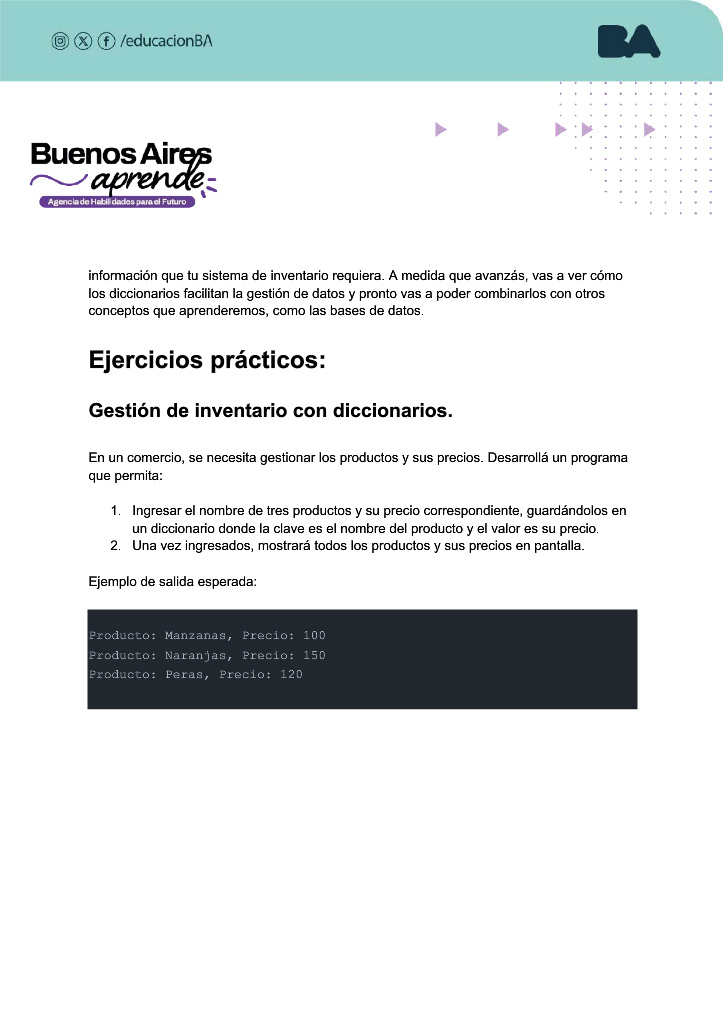 /educacionBA
BA
Buenos Aires
aprende
Agencia de Habilidades para el Futuro
información que tu sistema de inventario requiera. A medida que avanzás, vas a ver cómo
los diccionarios facilitan la gestión de datos y pronto vas a poder combinarlos con otros
conceptos que aprenderemos, como las bases de datos.
Ejercicios prácticos:
Gestión de inventario con diccionarios.
En un comercio, se necesita gestionar los productos y sus precios. Desarrollá un programa
que permita:
1. Ingresar el nombre de tres productos y su precio correspondiente, guardándolos en
un diccionario donde la clave es el nombre del producto y el valor es su precio.
2. Una vez ingresados, mostrará todos los productos y sus precios en pantalla.
Ejemplo de salida esperada:
Producto: Manzanas, Precio: 100
Producto: Naranjas, Precio: 150
Producto: Peras, Precio: 120